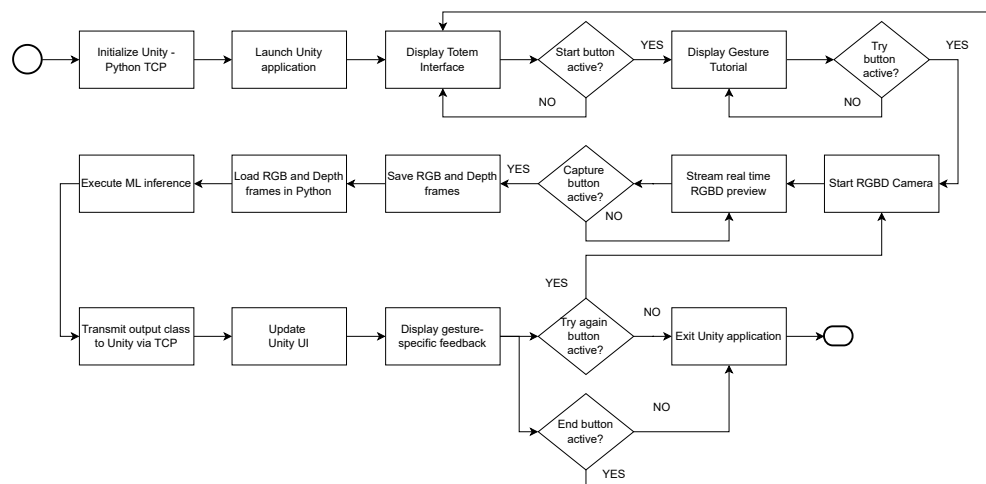 Initialize Unity -
Python TCP
Launch Unity
application
Display Totem
Interface
Start button
active?
YES
NO
Display Gesture
Tutorial
Try
button
active?
YES
NO
Execute ML inference
Load RGB and Depth
frames in Python
Save RGB and Depth
frames
YES
Capture
button
active?
NO
Stream real time
RGBD preview
Start RGBD Camera
YES
Transmit output class
to Unity via TCP
Update
Unity UI
Display gesture-
specific feedback
Try again
button
active?
NO
Exit Unity application
End button
active?
NO
YES